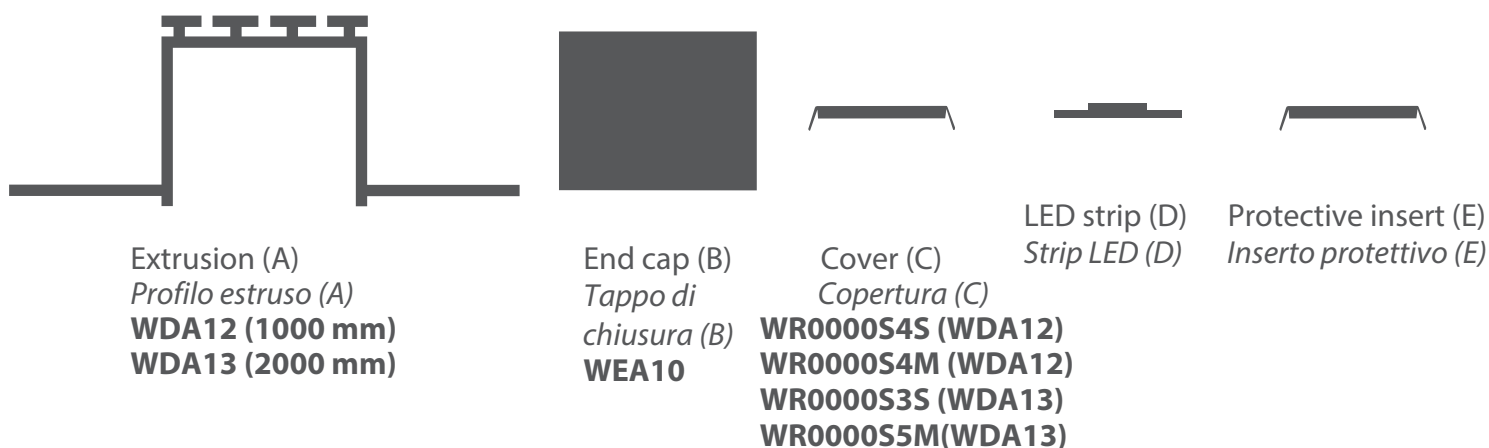 Extrusion (A)
Profilo estruso (A)
WDA12 (1000 mm)
WDA13 (2000 mm)
End cap (B)
Tappo di
chiusura (B)
WEA10
Cover (C)
Copertura (C)
WR0000S4S (WDA12)
WR0000S4M (WDA12)
WR0000S3S (WDA13)
WR0000S5M(WDA13)
LED strip (D)
Strip LED (D)
Protective insert (E)
Inserto protettivo (E)